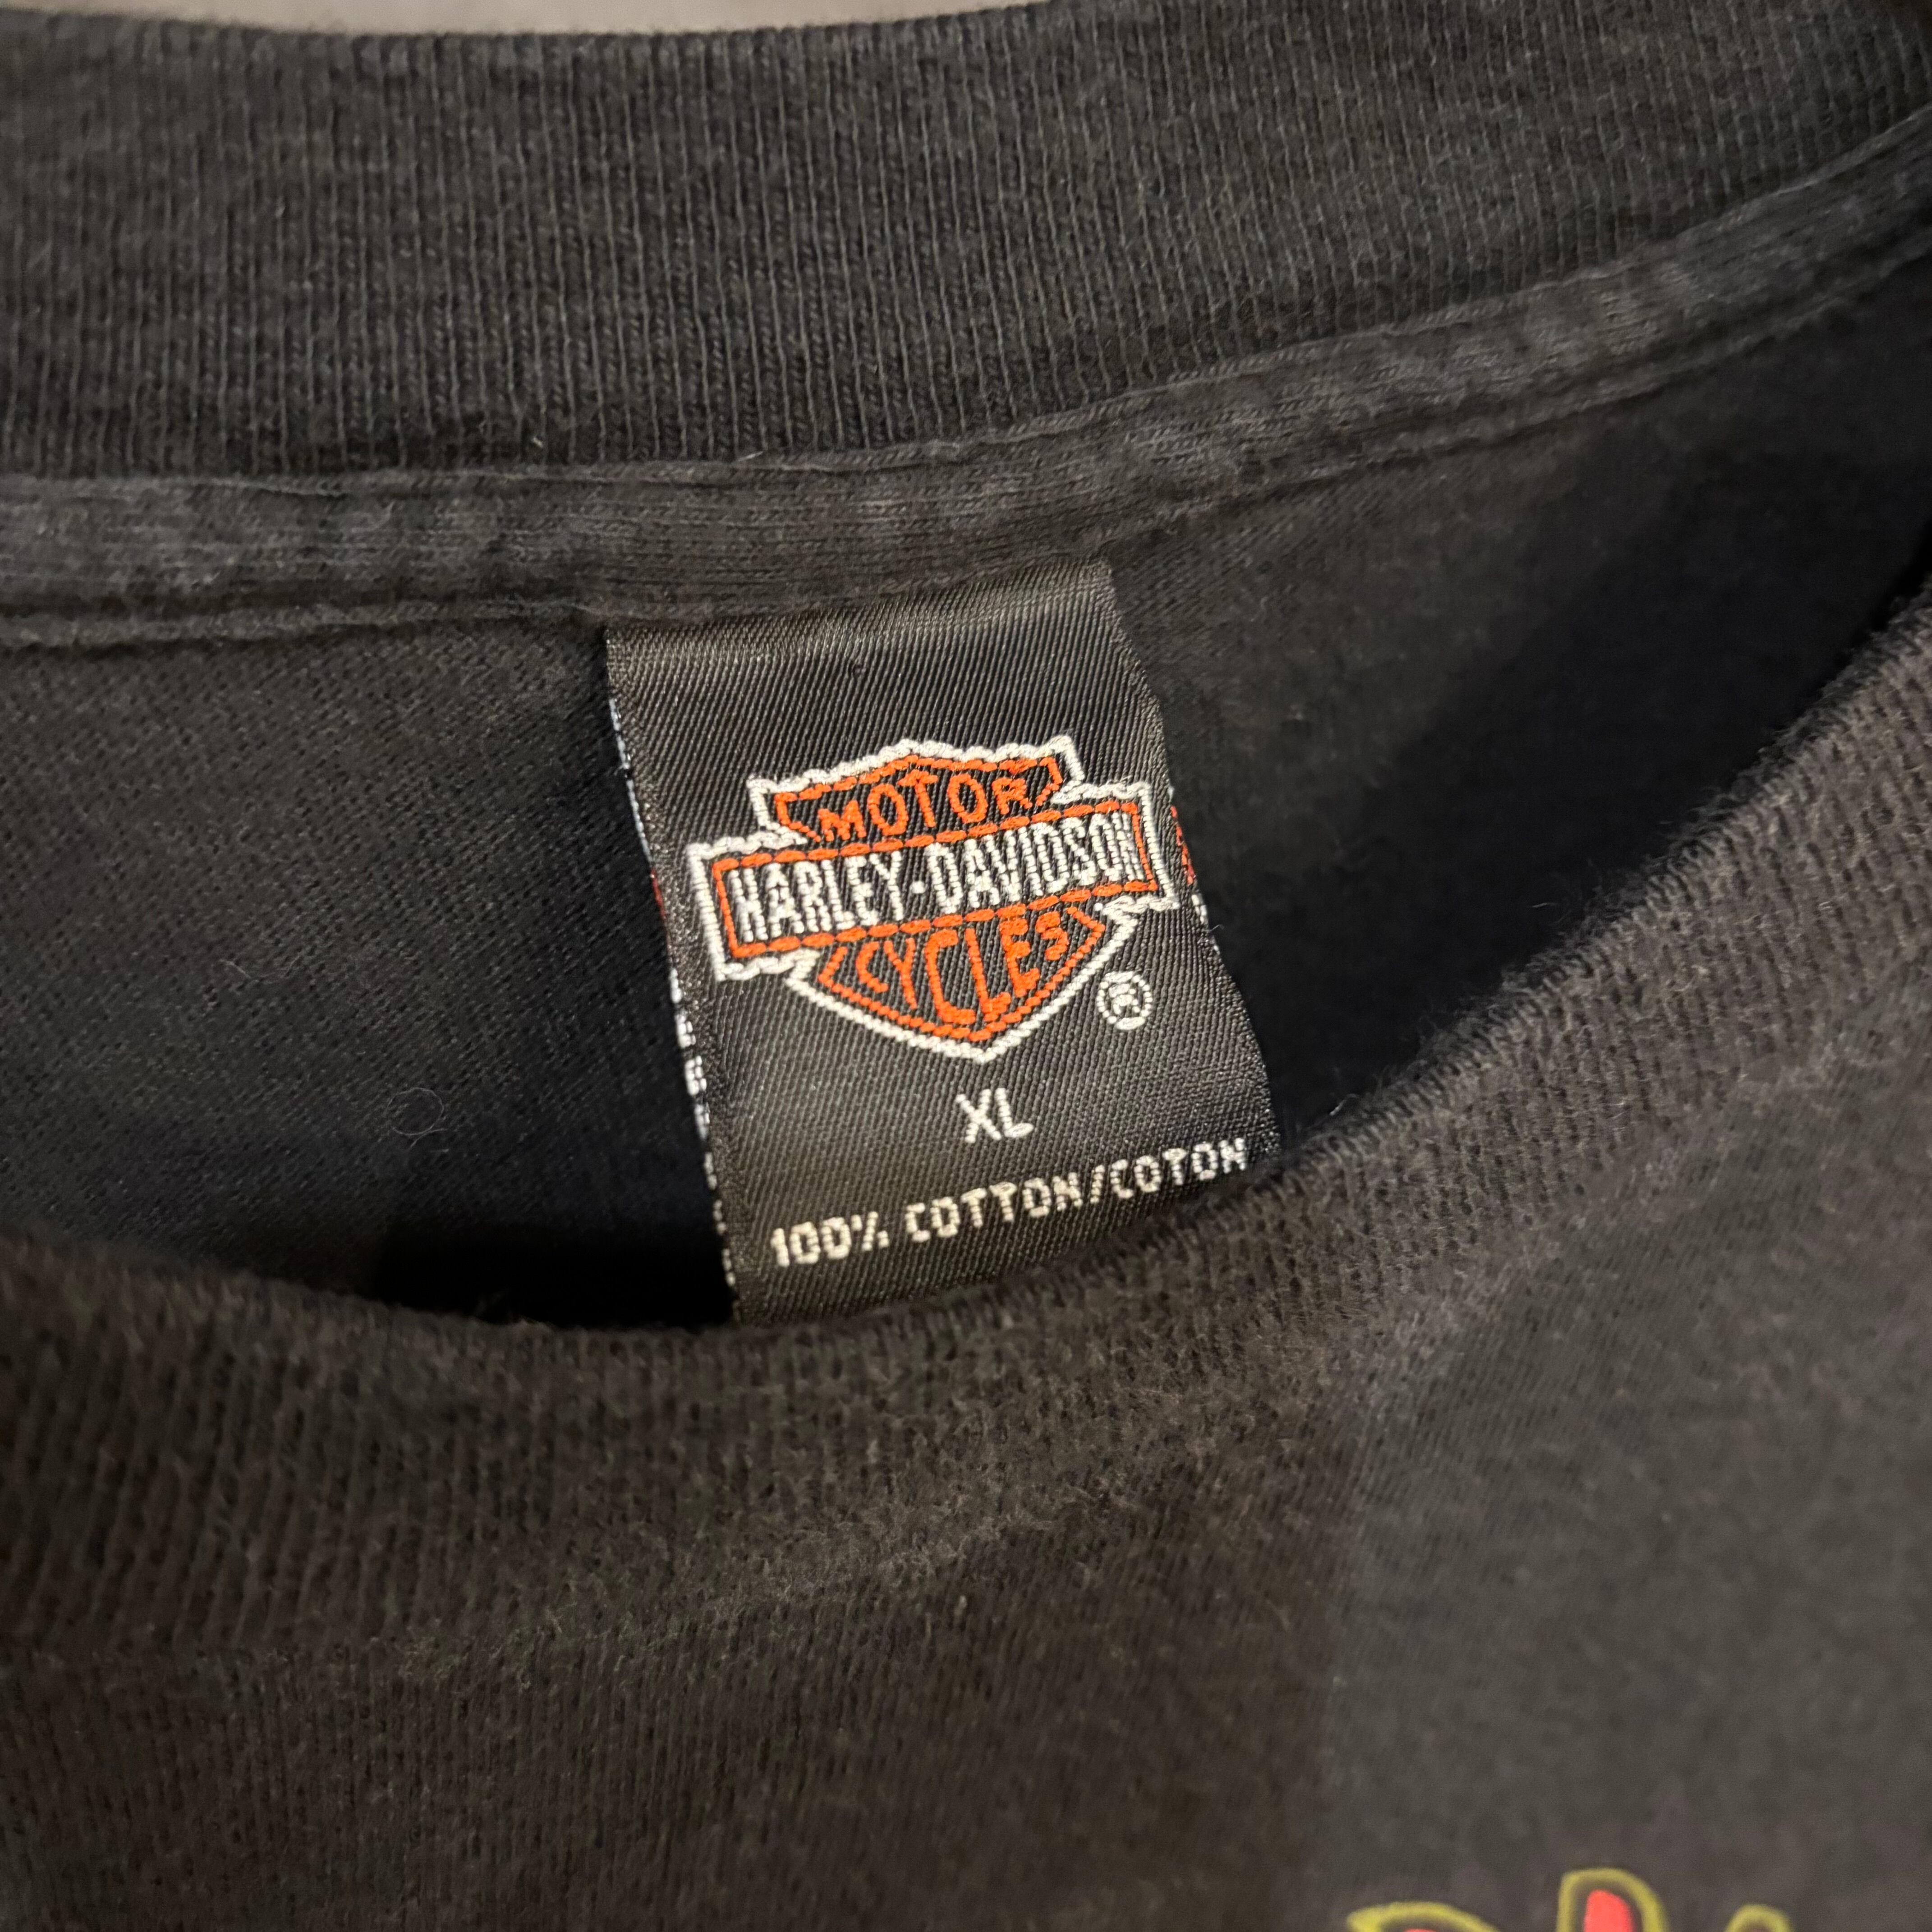 MOTOR
HARLEY-DAVIDSON
CYCLES
®
XL
100% COTTON/COTON